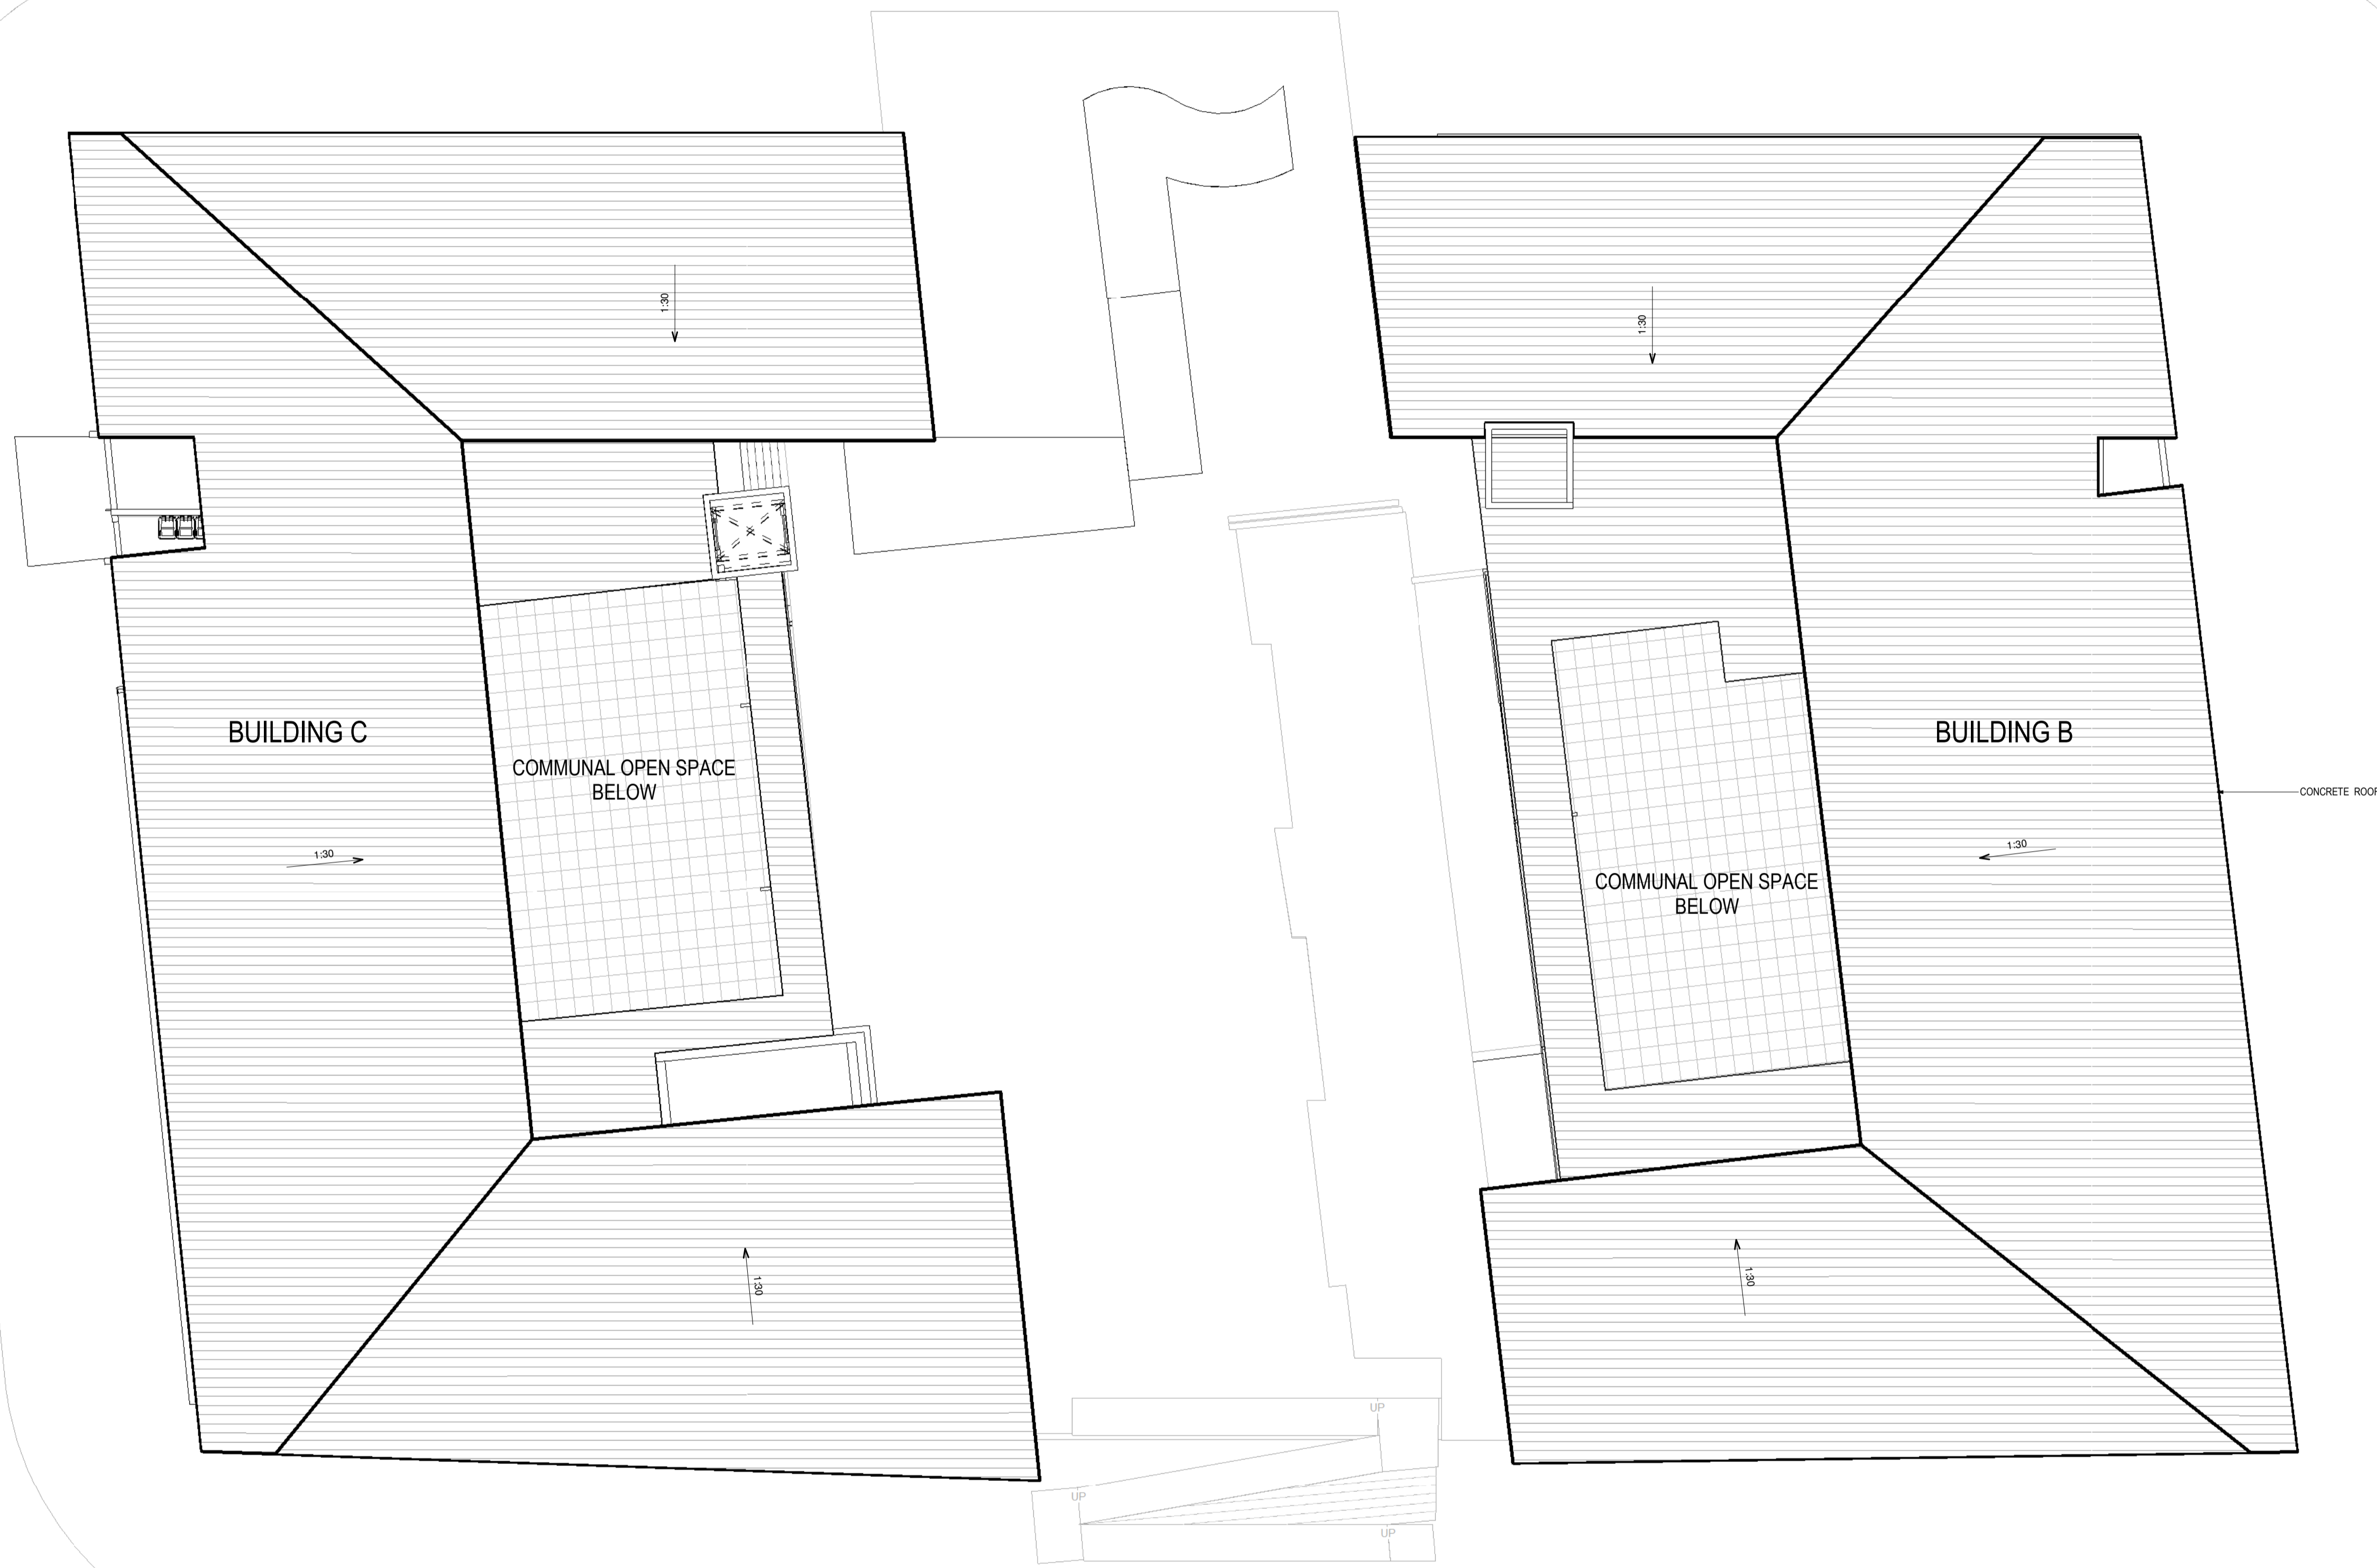 1:30
1:30
BUILDING C
BUILDING B
COMMUNAL OPEN SPACE
BELOW
CONCRETE ROOF
1:30
1:30
COMMUNAL OPEN SPACE
BELOW
1:30
1:30
UP
UP
UP